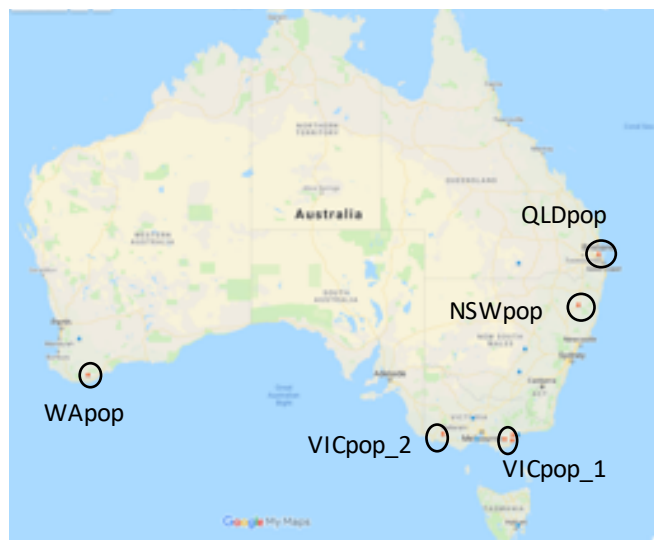 NORTHERN
TERRITORY
QUEENSLAND
Australia
WESTERN
AUSTRALIA
QLDpop
SOUTH
AUSTRALIA
NSWpop
NEW SOUTH
WALES
Perth
Adelaide
Sydney
Canberra
WApop
VICTORIA
VICpop_2
Melbourne
VICpop_1
TASMANIA
Google My Maps